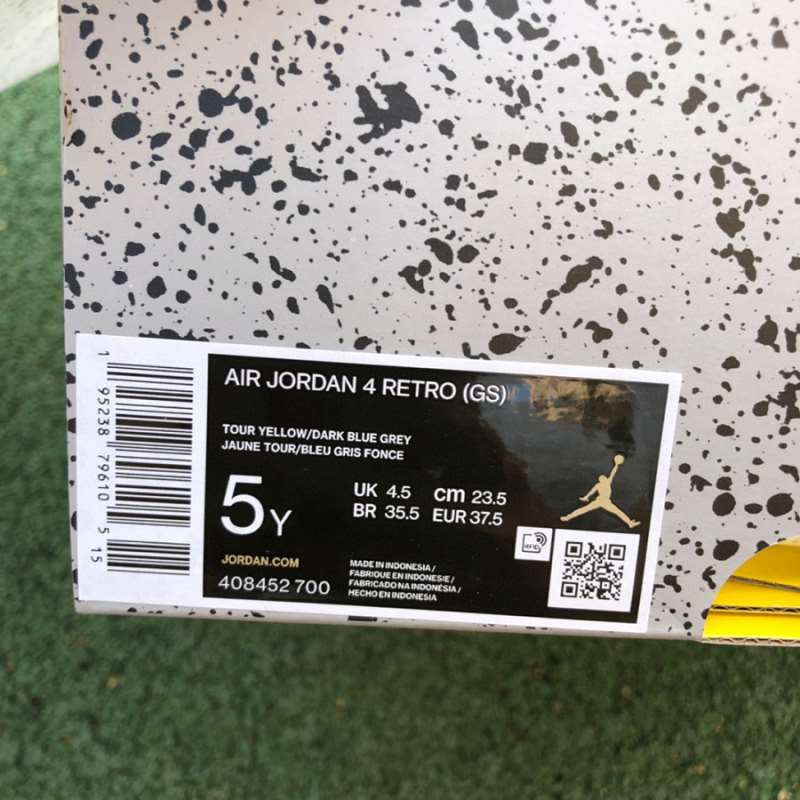 AIR JORDAN 4 RETRO (GS)
TOUR YELLOW/DARK BLUE GREY
JAUNE TOUR/BLEU GRIS FONCE
5Y
UK 4.5 cm 23.5
BR 35.5 EUR 37.5
JORDAN.COM
408452 700
MADE IN INDONESIA/
FABRIQUE EN INDONESIE/
FABRICADO NA INDONÉSIA/
HECHO EN INDONESIA
RFID
1 95238 79610 5 15